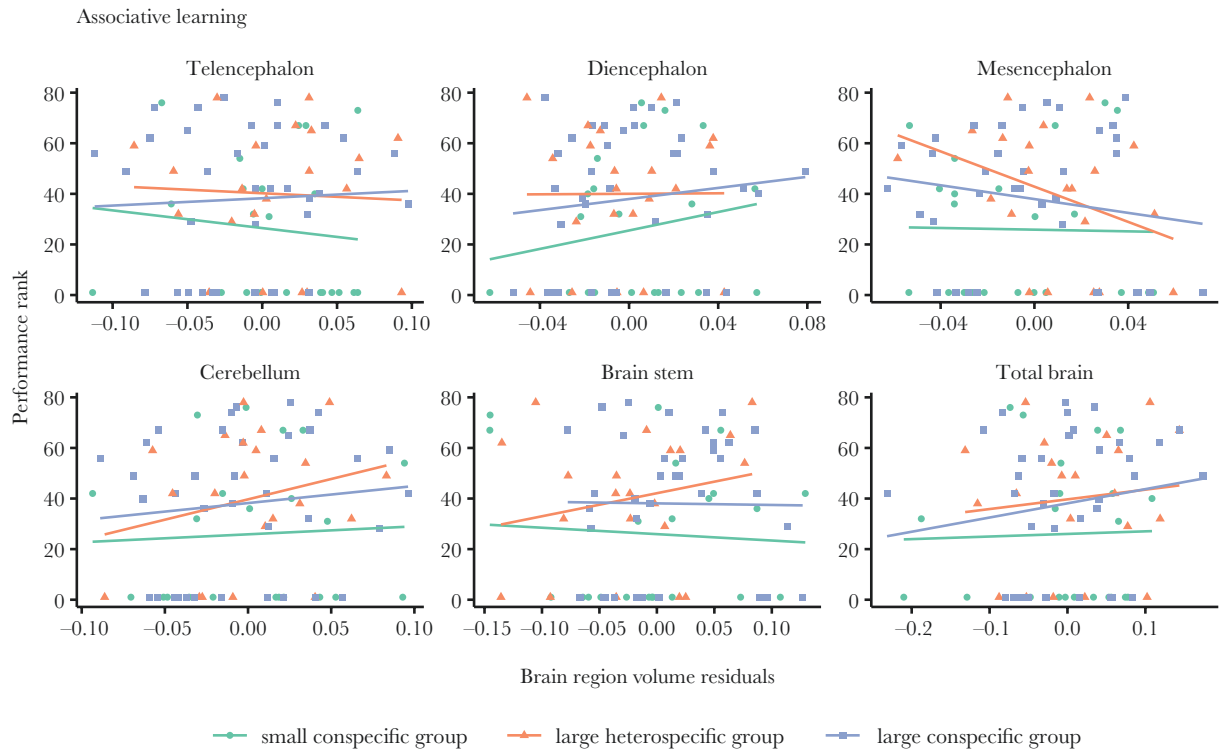 Associative learning
Telencephalon Diencephalon Mesencephalon
80
60
40
20
0
−0.10 −0.05 0.00 0.05 0.10 −0.04 0.00 0.04 0.08 −0.04 0.00 0.04
Performance rank
Cerebellum Brain stem Total brain
80
60
40
20
0
−0.10 −0.05 0.00 0.05 0.10 −0.15 −0.10 −0.05 0.00 0.05 0.10 −0.2 −0.1 0.0 0.1
Brain region volume residuals
small conspecific group large heterospecific group large conspecific group